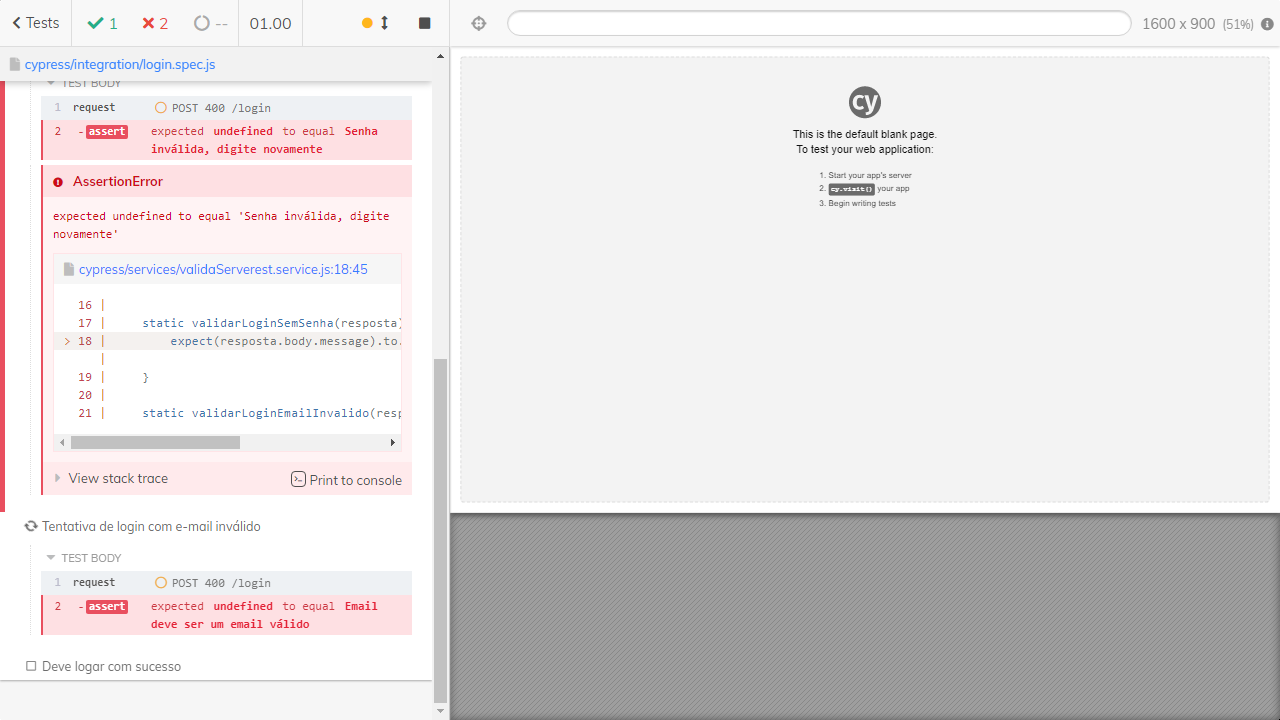 Tests 1 2 -- 01.00 1600 x 900 (51%)
cypress/integration/login.spec.js
TEST BODY
1 request POST 400 /login
2 - assert expected undefined to equal Senha
inválida, digite novamente
AssertionError
expected undefined to equal 'Senha inválida, digite
novamente'
cypress/services/validaServerest.service.js:18:45
16 |
17 | static validarLoginSemSenha(resposta)
> 18 | expect(resposta.body.message).to.
|
19 | }
20 |
21 | static validarLoginEmailInvalido(resp
View stack trace Print to console
Tentativa de login com e-mail inválido
TEST BODY
1 request POST 400 /login
2 - assert expected undefined to equal Email
deve ser um email válido
Deve logar com sucesso
cy
This is the default blank page.
To test your web application:
1. Start your app's server
2. cy.visit() your app
3. Begin writing tests